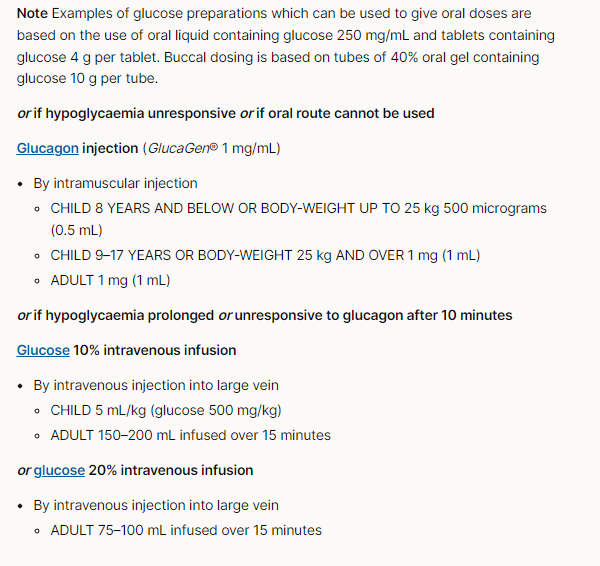 Note Examples of glucose preparations which can be used to give oral doses are
based on the use of oral liquid containing glucose 250 mg/mL and tablets containing
glucose 4 g per tablet. Buccal dosing is based on tubes of 40% oral gel containing
glucose 10 g per tube.
or if hypoglycaemia unresponsive or if oral route cannot be used
Glucagon injection (GlucaGen® 1 mg/mL)
• By intramuscular injection
◦ CHILD 8 YEARS AND BELOW OR BODY-WEIGHT UP TO 25 kg 500 micrograms
(0.5 mL)
◦ CHILD 9–17 YEARS OR BODY-WEIGHT 25 kg AND OVER 1 mg (1 mL)
◦ ADULT 1 mg (1 mL)
or if hypoglycaemia prolonged or unresponsive to glucagon after 10 minutes
Glucose 10% intravenous infusion
• By intravenous injection into large vein
◦ CHILD 5 mL/kg (glucose 500 mg/kg)
◦ ADULT 150–200 mL infused over 15 minutes
or glucose 20% intravenous infusion
• By intravenous injection into large vein
◦ ADULT 75–100 mL infused over 15 minutes